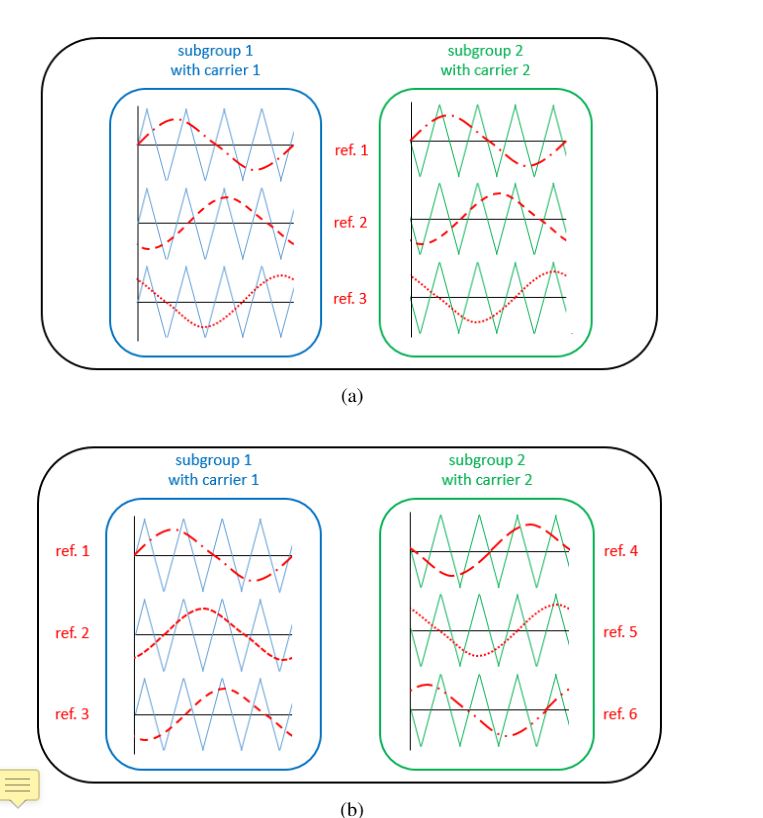 subgroup 1
with carrier 1
subgroup 2
with carrier 2
ref. 1
ref. 2
ref. 3
(a)
subgroup 1
with carrier 1
subgroup 2
with carrier 2
ref. 1
ref. 4
ref. 2
ref. 5
ref. 3
ref. 6
(b)